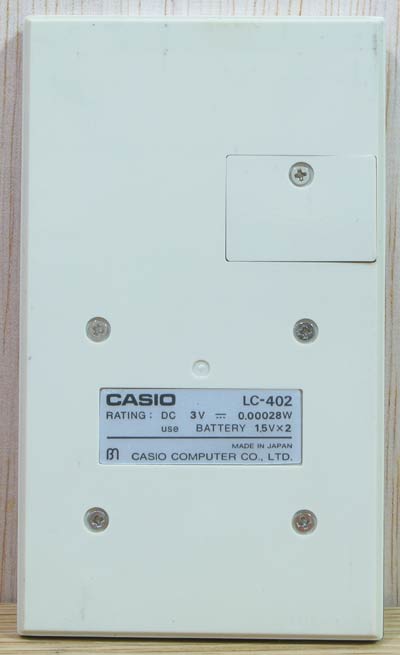 CASIO LC-402
RATING: DC 3V ⎓ 0.00028W
use BATTERY 1.5V×2
MADE IN JAPAN
CASIO COMPUTER CO., LTD.